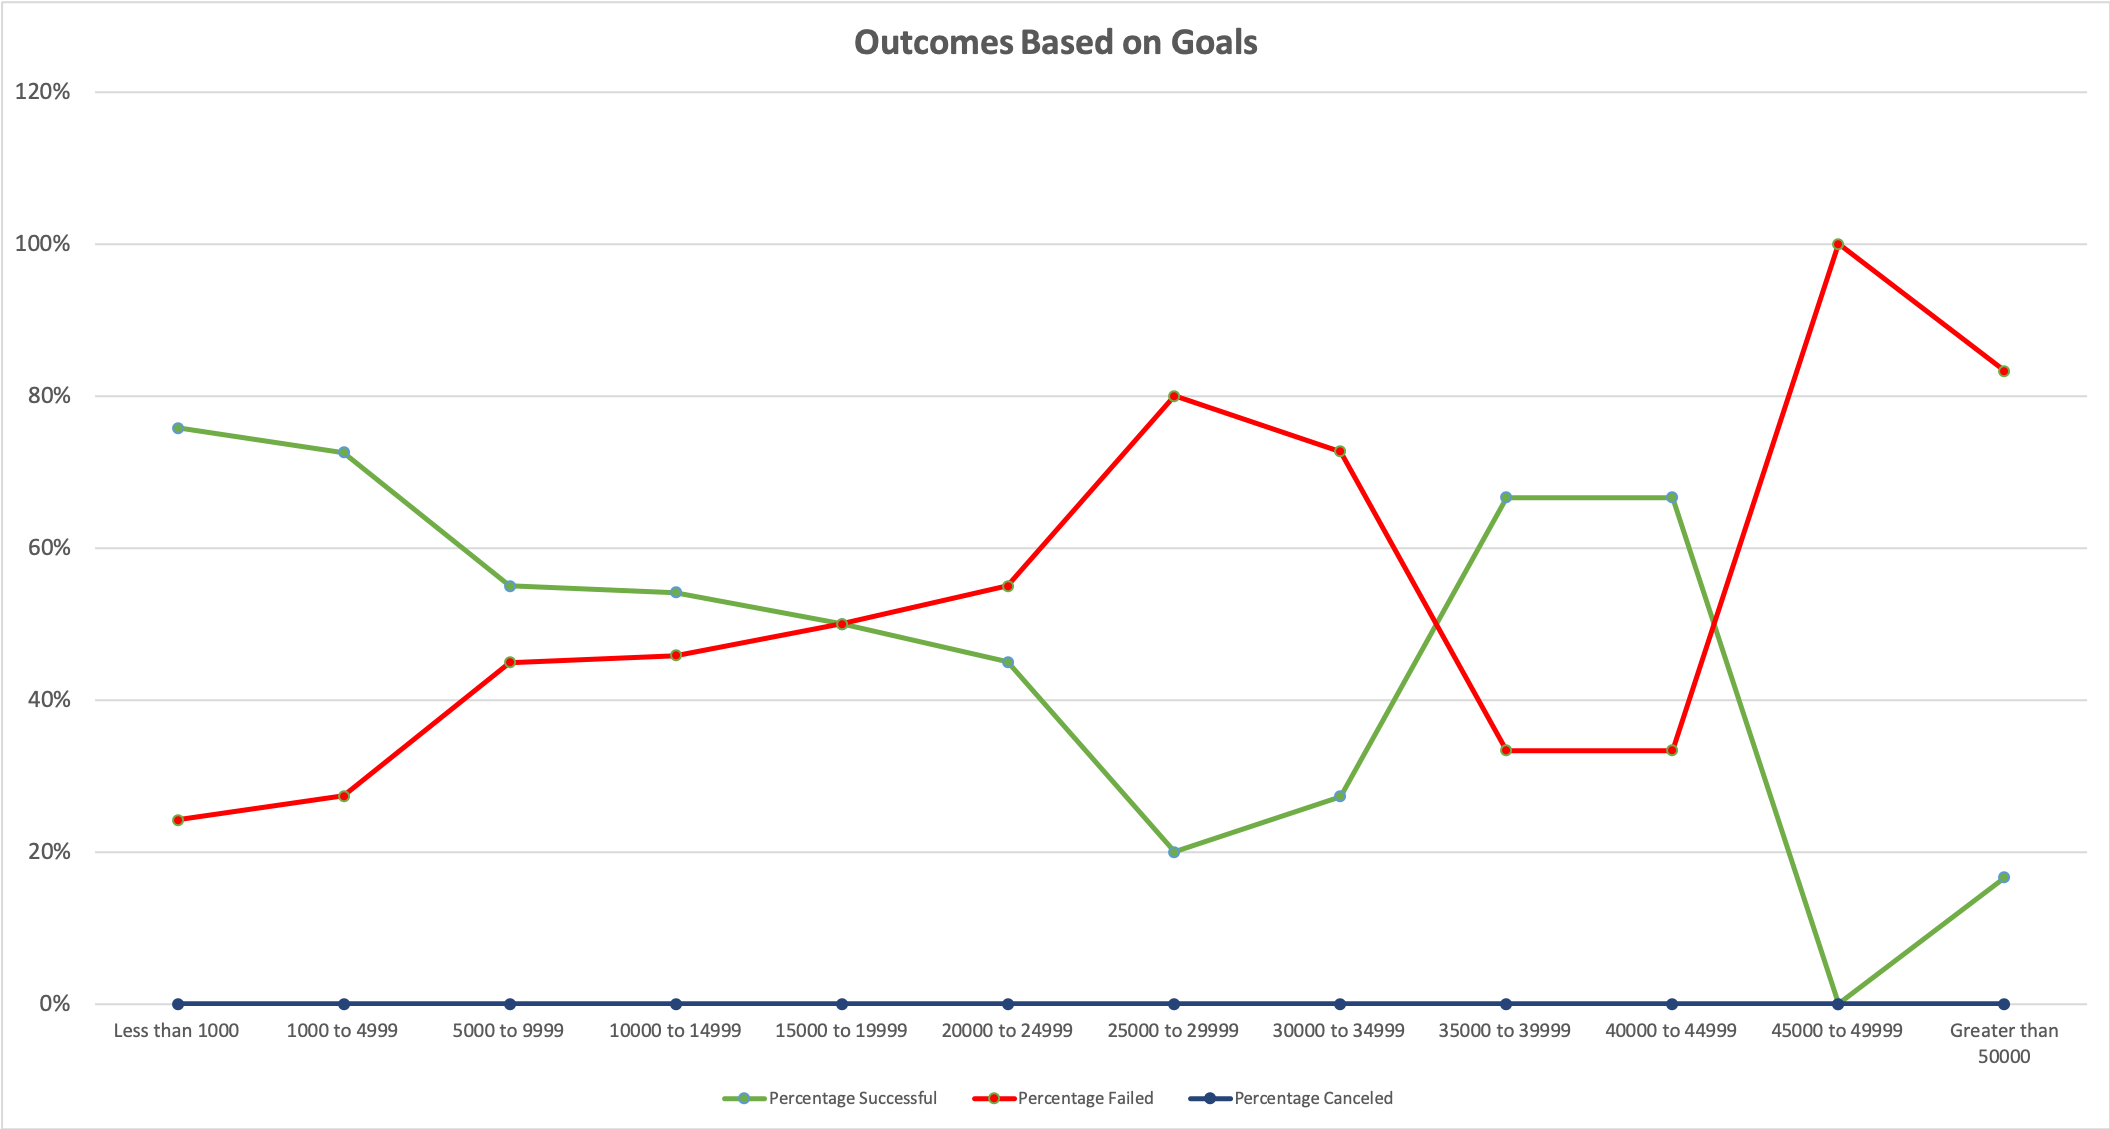 Outcomes Based on Goals
120%
100%
80%
60%
40%
20%
0%
Less than 1000 1000 to 4999 5000 to 9999 10000 to 14999 15000 to 19999 20000 to 24999 25000 to 29999 30000 to 34999 35000 to 39999 40000 to 44999 45000 to 49999 Greater than
50000
Percentage Successful Percentage Failed Percentage Canceled